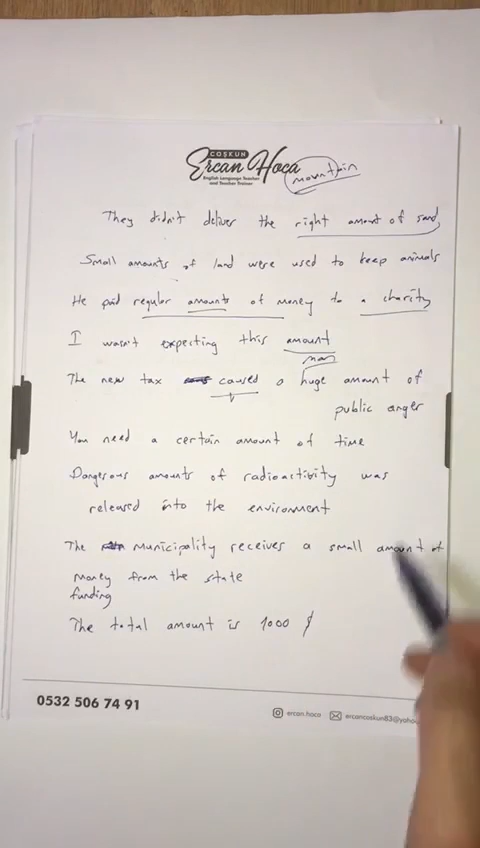 COŞKUN
Ercan Hoca
English Language Teacher
and Teacher Trainer
mountain
They didn't deliver the right amount of sand
Small amounts of land were used to keep animals
He paid regular amounts of money to a charity
I wasn't expecting this amount
man
The new tax caused a huge amount of
public anger
You need a certain amount of time
Dangerous amounts of radioactivity was
released into the enviroment
The Municipality receives a small amount of
money from the state
funding
The total amount is 1000 $
0532 506 74 91
ercan.hoca ercancoskun83@yahoo